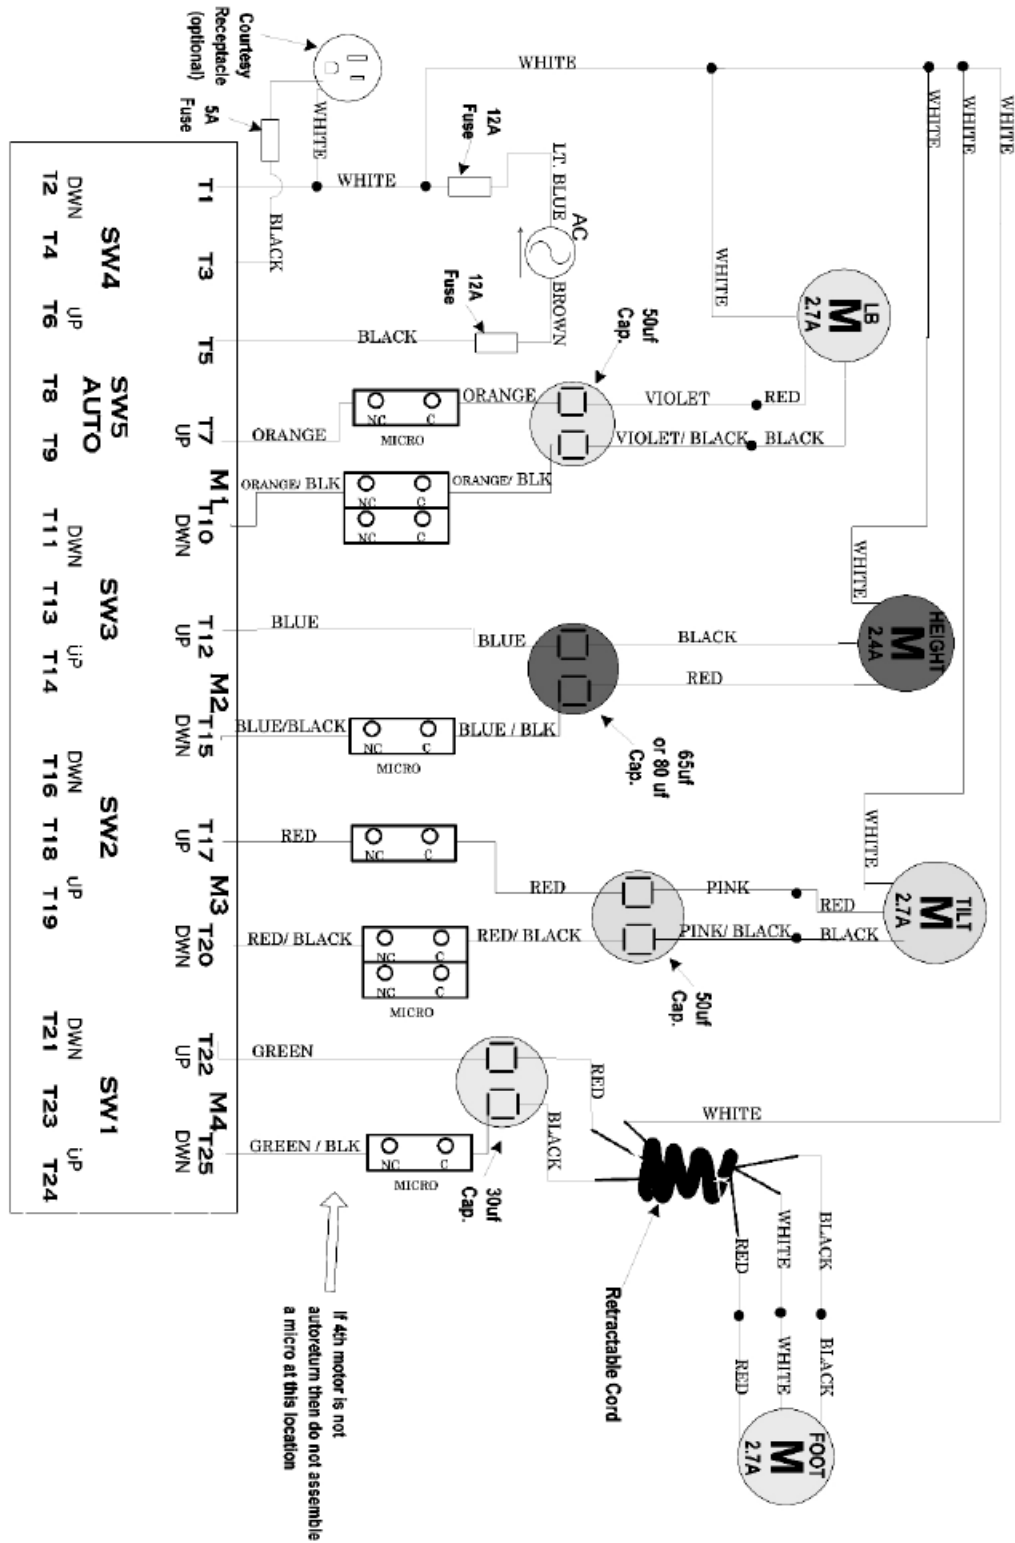 Courtesy
Receptacle
(optional)
5A
Fuse
WHITE
BLACK
WHITE
12A
Fuse
WHITE
LT. BLUE
AC
BROWN
12A
Fuse
BLACK
WHITE
WHITE
WHITE
WHITE
LB
M
2.7A
50uf
Cap.
ORANGE
NC
C
MICRO
ORANGE
VIOLET
RED
ORANGE/ BLK
NC
C
NC
C
ORANGE/ BLK
VIOLET/ BLACK
BLACK
WHITE
HEIGHT
M
2.4A
BLUE
BLUE
BLACK
RED
BLUE/BLACK
NC
C
MICRO
BLUE / BLK
65uf
or 80 uf
Cap.
WHITE
TILT
M
2.7A
RED
NC
C
RED
PINK
RED
RED/ BLACK
NC
C
NC
C
MICRO
RED/ BLACK
PINK/ BLACK
BLACK
50uf
Cap.
GREEN
RED
BLACK
WHITE
GREEN / BLK
NC
C
MICRO
30uf
Cap.
Retractable Cord
RED
WHITE
BLACK
RED
WHITE
BLACK
FOOT
M
2.7A
If 4th motor is not
autoreturn then do not assemble
a micro at this location
T1
T3
T5
T7
UP
M1
T10
DWN
T12
UP
M2
T15
DWN
T17
UP
M3
T20
DWN
T22
UP
M4
T25
DWN
SW4
SW5
AUTO
SW3
SW2
SW1
T2
DWN
T4
T6
UP
T8
T9
T11
DWN
T13
T14
UP
T16
DWN
T18
T19
UP
T21
DWN
T23
T24
UP